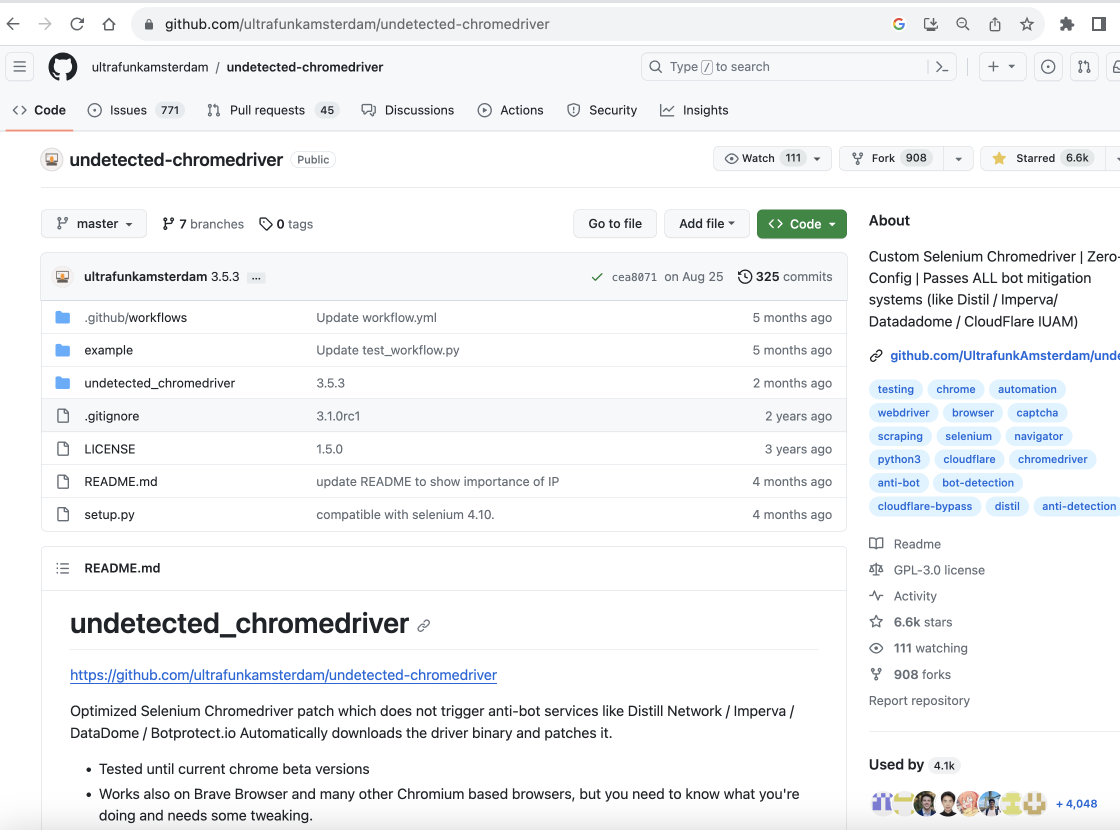 github.com/ultrafunkamsterdam/undetected-chromedriver
ultrafunkamsterdam / undetected-chromedriver
Type / to search
Code
Issues 771
Pull requests 45
Discussions
Actions
Security
Insights
undetected-chromedriver Public
Watch 111
Fork 908
Starred 6.6k
master
7 branches
0 tags
Go to file
Add file
Code
ultrafunkamsterdam 3.5.3 ...
cea8071 on Aug 25
325 commits
.github/workflows Update workflow.yml 5 months ago
example Update test_workflow.py 5 months ago
undetected_chromedriver 3.5.3 2 months ago
.gitignore 3.1.0rc1 2 years ago
LICENSE 1.5.0 3 years ago
README.md update README to show importance of IP 4 months ago
setup.py compatible with selenium 4.10. 4 months ago
README.md
undetected_chromedriver
https://github.com/ultrafunkamsterdam/undetected-chromedriver
Optimized Selenium Chromedriver patch which does not trigger anti-bot services like Distill Network / Imperva /
DataDome / Botprotect.io Automatically downloads the driver binary and patches it.
• Tested until current chrome beta versions
• Works also on Brave Browser and many other Chromium based browsers, but you need to know what you're
doing and needs some tweaking.
About
Custom Selenium Chromedriver | Zero-
Config | Passes ALL bot mitigation
systems (like Distil / Imperva/
Datadadome / CloudFlare IUAM)
github.com/UltrafunkAmsterdam/unde
testing chrome automation
webdriver browser captcha
scraping selenium navigator
python3 cloudflare chromedriver
anti-bot bot-detection
cloudflare-bypass distil anti-detection
Readme
GPL-3.0 license
Activity
6.6k stars
111 watching
908 forks
Report repository
Used by 4.1k
+ 4,048